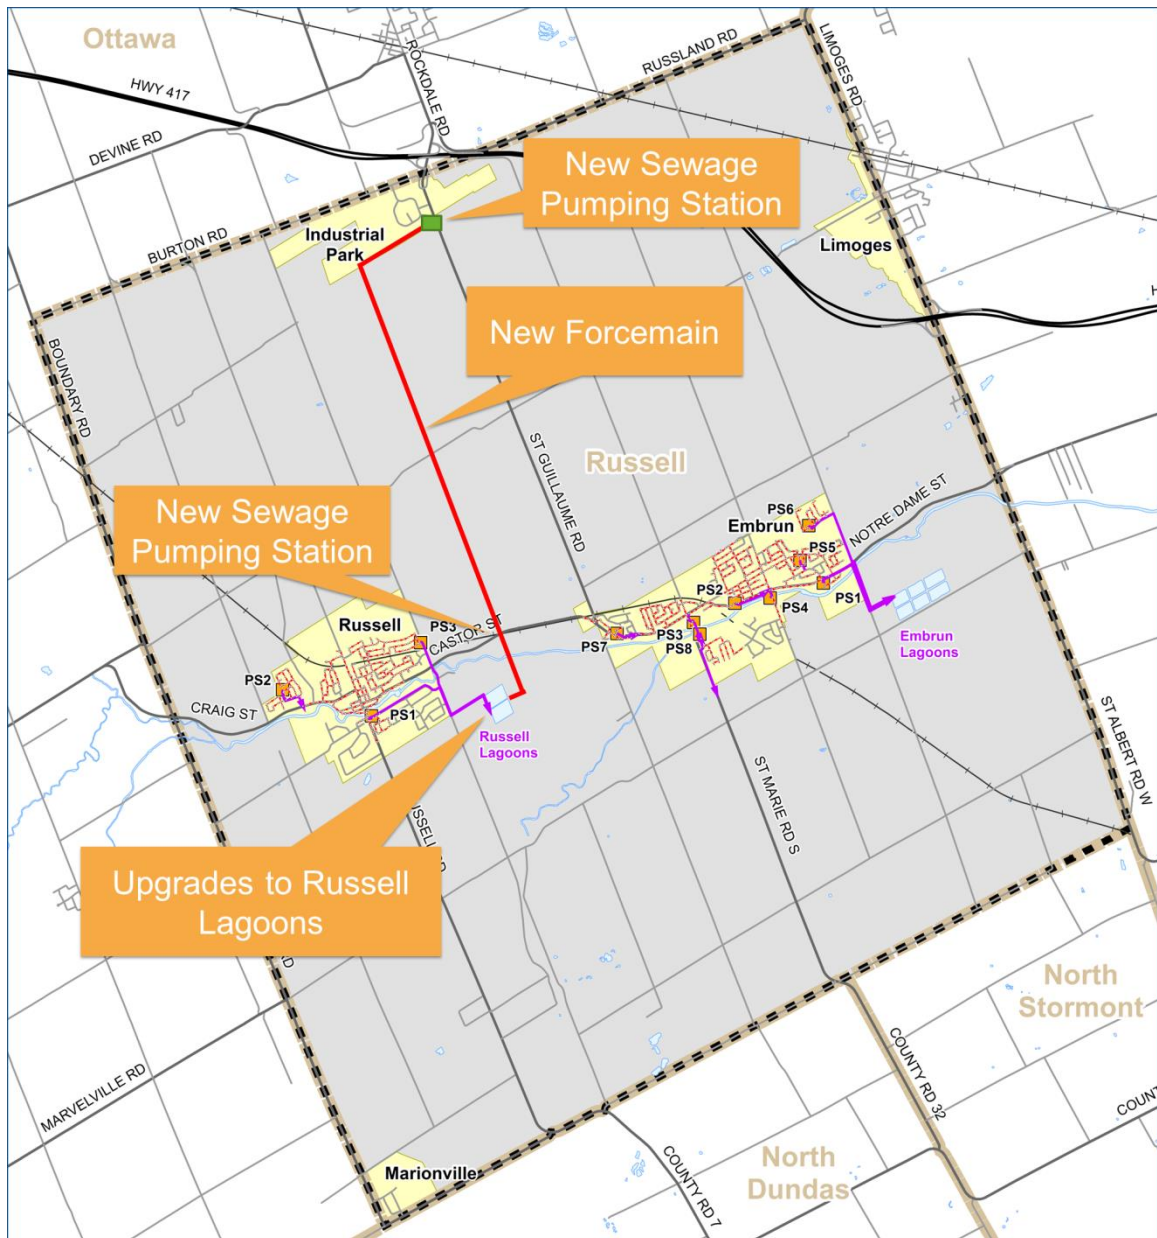 Ottawa
HWY 417
DEVINE RD
ROCKDALE RD
RUSSLAND RD
LIMOGES RD
New Sewage
Pumping Station
BURTON RD
Industrial
Park
Limoges
H
BOUNDARY RD
New Forcemain
ST GUILLAUME RD
Russell
New Sewage
Pumping Station
PS6
Embrun
NOTRE DAME ST
PS5
PS2
PS1
PS4
PS3
Russell
CASTOR ST
PS7
PS3
PS8
Embrun
Lagoons
PS2
CRAIG ST
PS1
Russell
Lagoons
ST ALBERT RD W
ST MARIE RD S
Upgrades to Russell
Lagoons
RD
North
Stormont
MARVELVILLE RD
COUNTY RD 32
COUNT
North
Dundas
COUNTY RD 7
Marionville